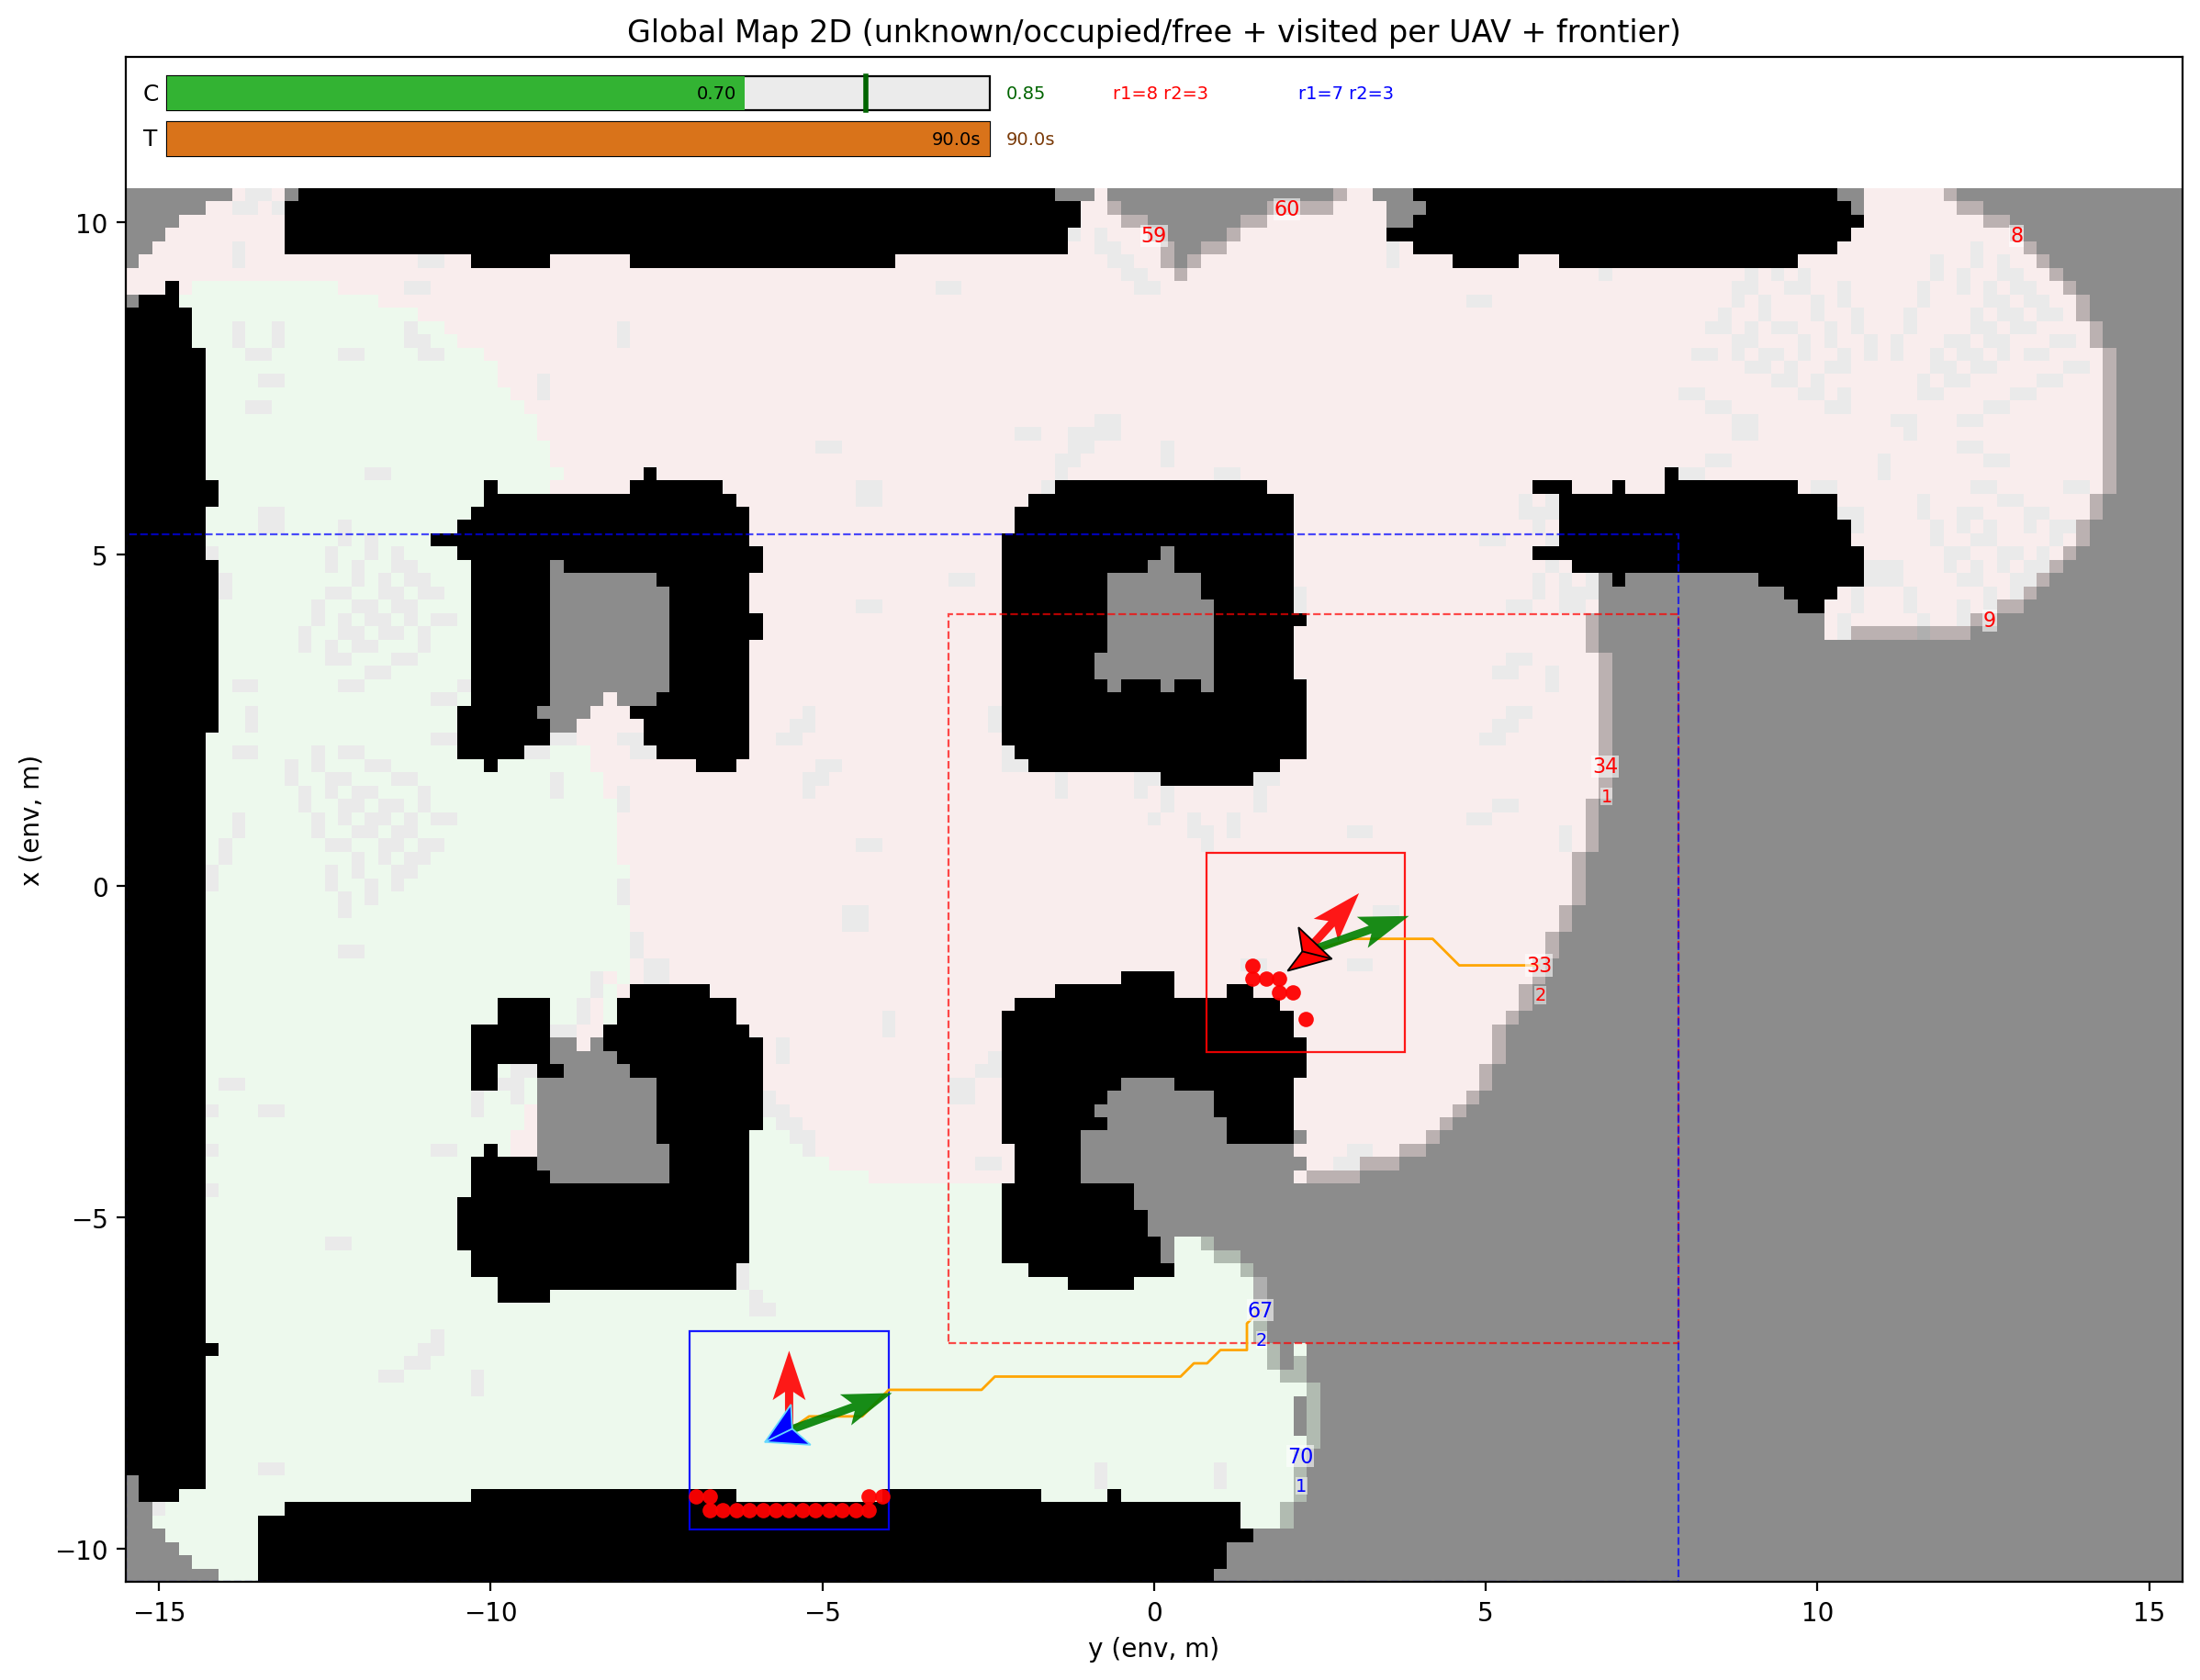 Global Map 2D (unknown/occupied/free + visited per UAV + frontier)
C 0.70 0.85 r1=8 r2=3 r1=7 r2=3
T 90.0s 90.0s
10
5
0
−5
−10
x (env, m)
60
59
8
9
34
1
33
2
67
2
70
1
−15 −10 −5 0 5 10 15
y (env, m)